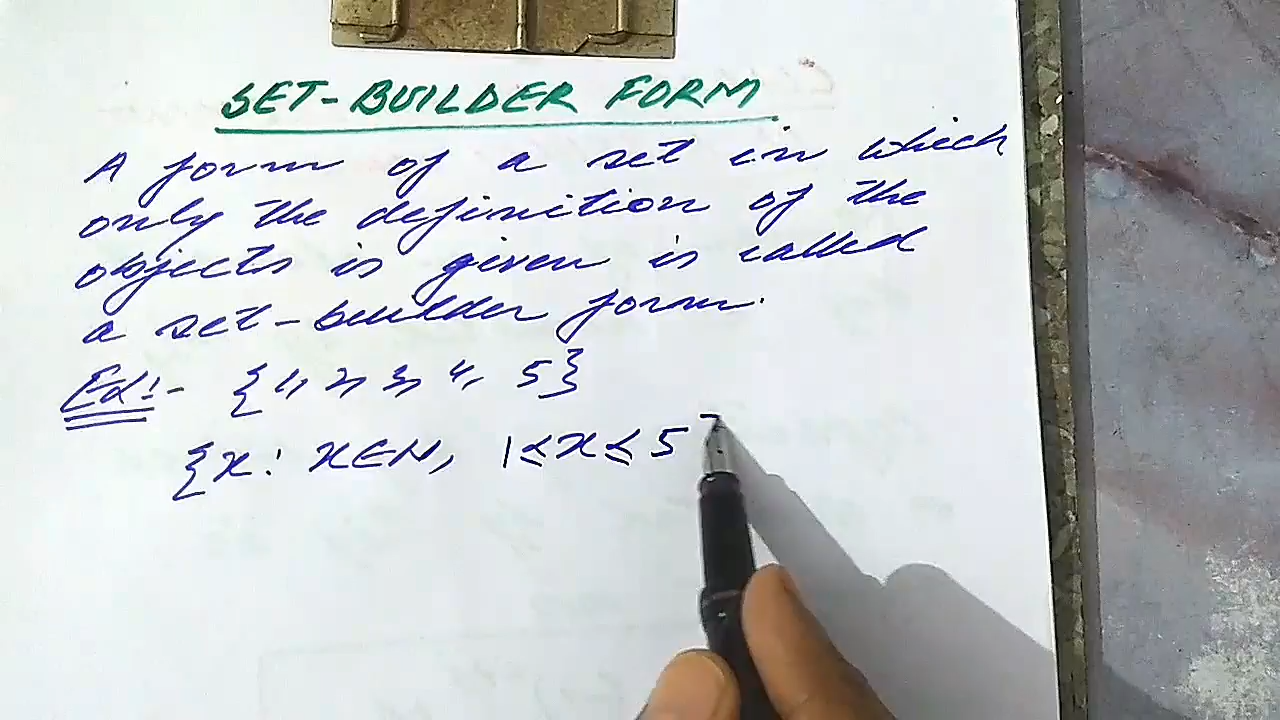 SET-BUILDER FORM
A form of a set in which
only the definition of the
objects is given is called
a set-builder form.
Ex:- {1, 2, 3, 4, 5}
{x: x∈N, 1≤x≤5